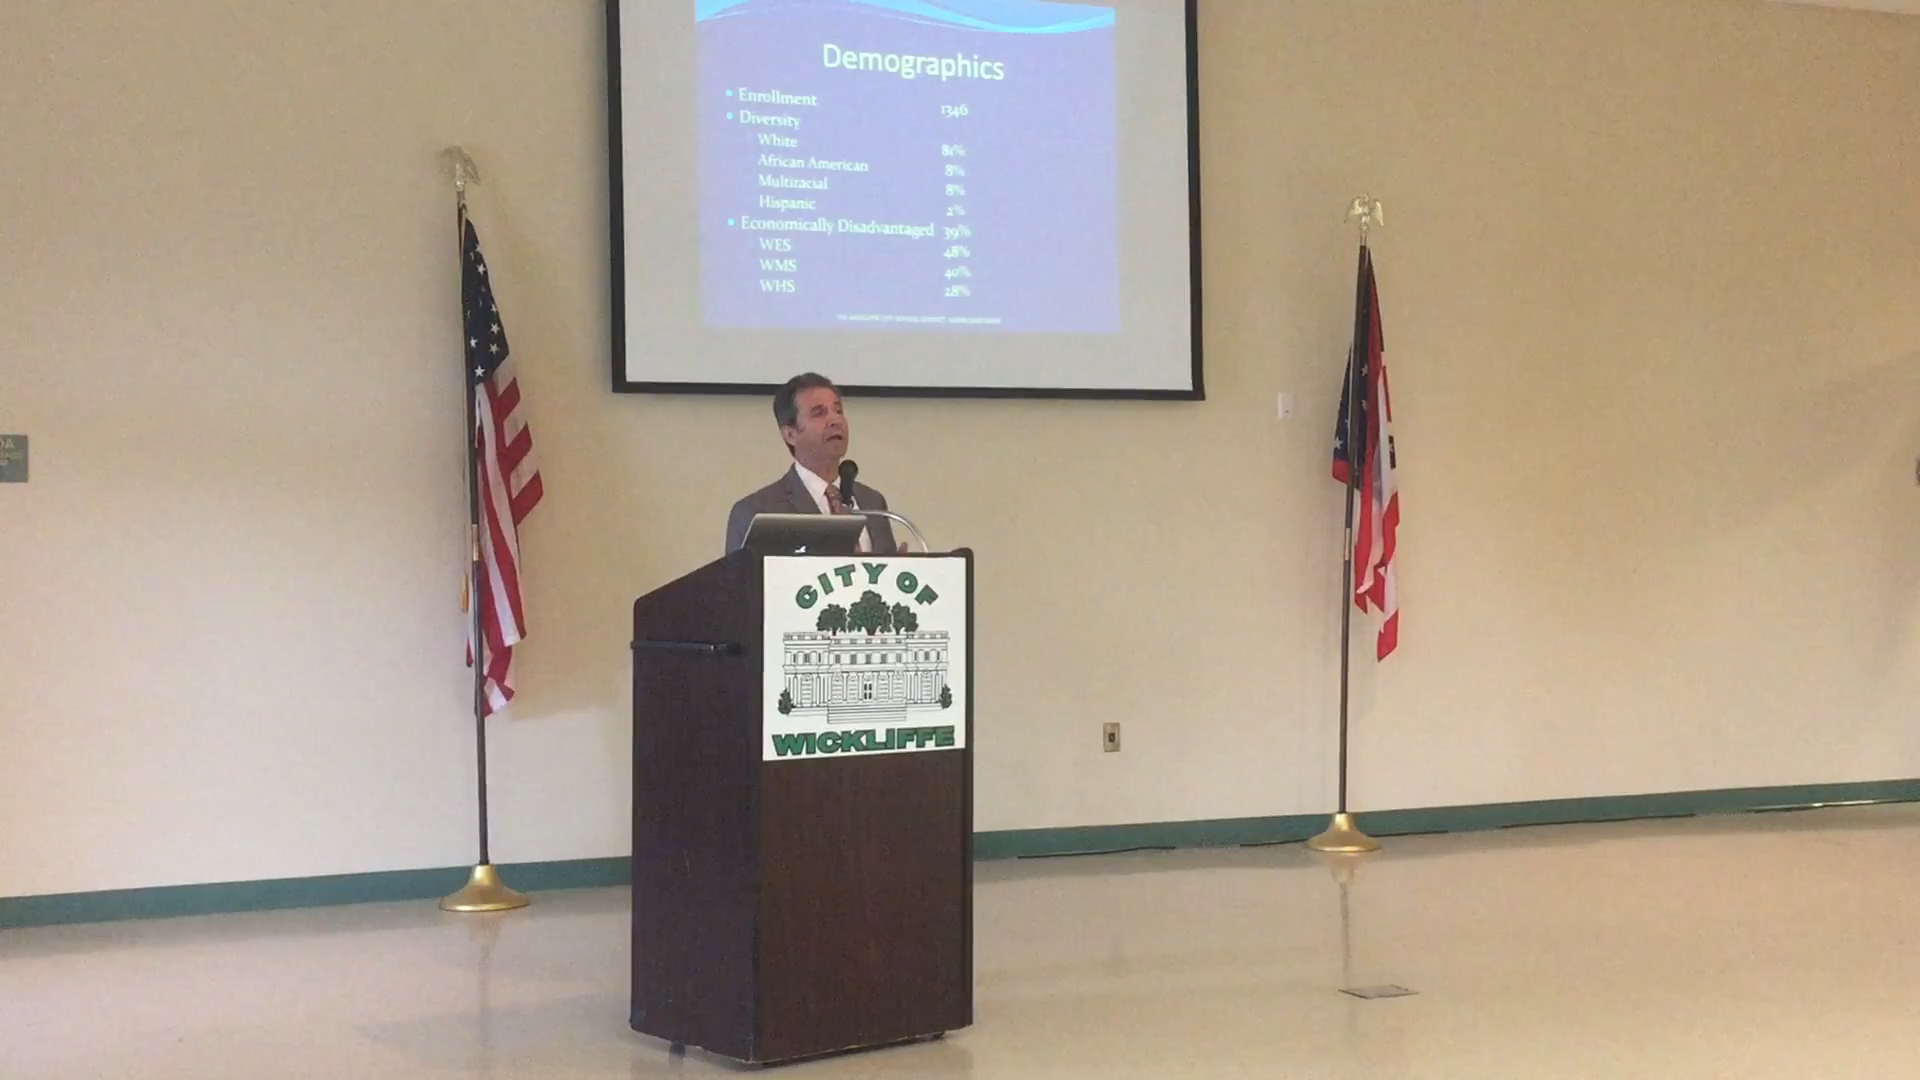 Demographics
• Enrollment 1346
• Diversity
White 81%
African American 8%
Multiracial 8%
Hispanic 2%
• Economically Disadvantaged 39%
WES 48%
WMS 40%
WHS 28%
CITY OF
WICKLIFFE